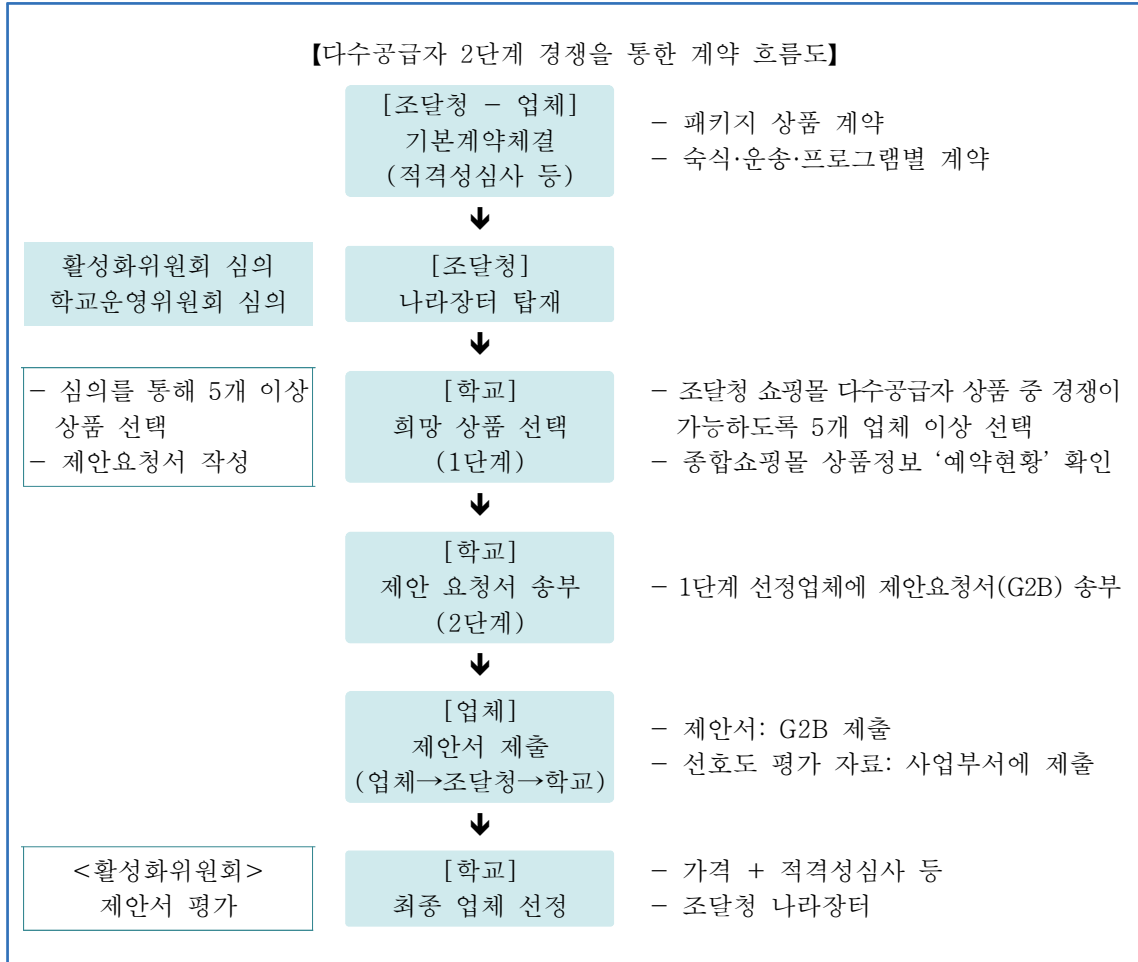 【다수공급자 2단계 경쟁을 통한 계약 흐름도】
[조달청 - 업체]
기본계약체결
(적격성심사 등)
- 패키지 상품 계약
- 숙식·운송·프로그램별 계약
활성화위원회 심의
학교운영위원회 심의
[조달청]
나라장터 탑재
- 심의를 통해 5개 이상
상품 선택
- 제안요청서 작성
[학교]
희망 상품 선택
(1단계)
- 조달청 쇼핑몰 다수공급자 상품 중 경쟁이
가능하도록 5개 업체 이상 선택
- 종합쇼핑몰 상품정보 ‘예약현황’ 확인
[학교]
제안 요청서 송부
(2단계)
- 1단계 선정업체에 제안요청서(G2B) 송부
[업체]
제안서 제출
(업체→조달청→학교)
- 제안서: G2B 제출
- 선호도 평가 자료: 사업부서에 제출
<활성화위원회>
제안서 평가
[학교]
최종 업체 선정
- 가격 + 적격성심사 등
- 조달청 나라장터